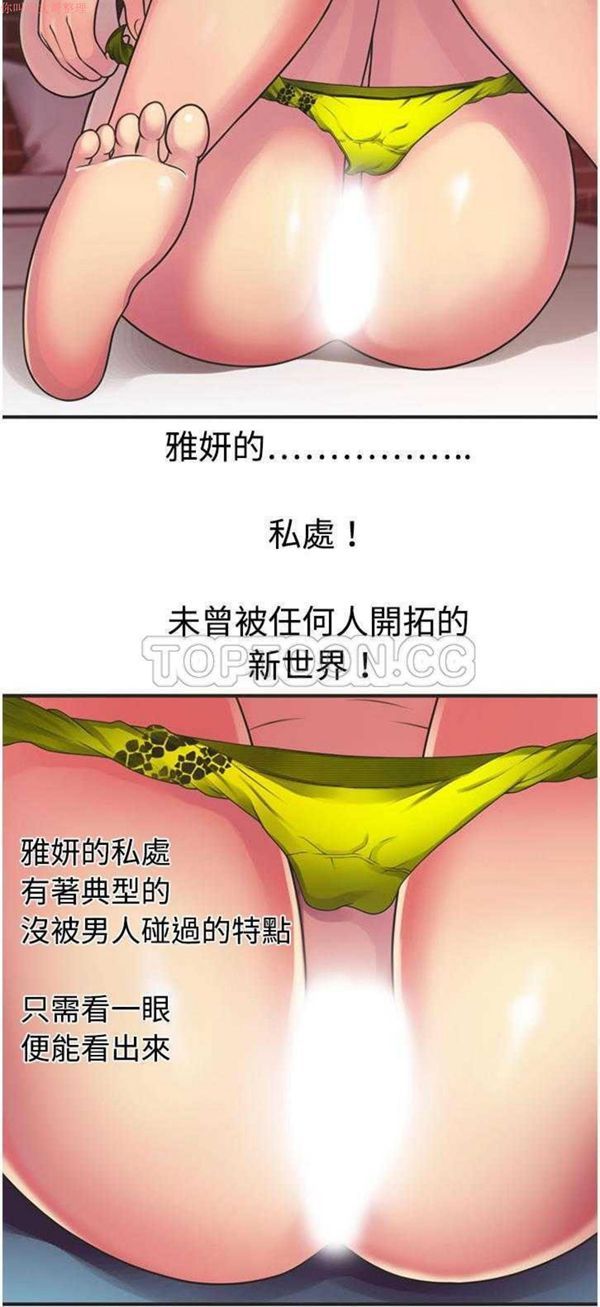 雅妍的………………..
私處！
未曾被任何人開拓的
新世界！
TOPTOON.CC
雅妍的私處
有著典型的
沒被男人碰過的特點
只需看一眼
便能看出來